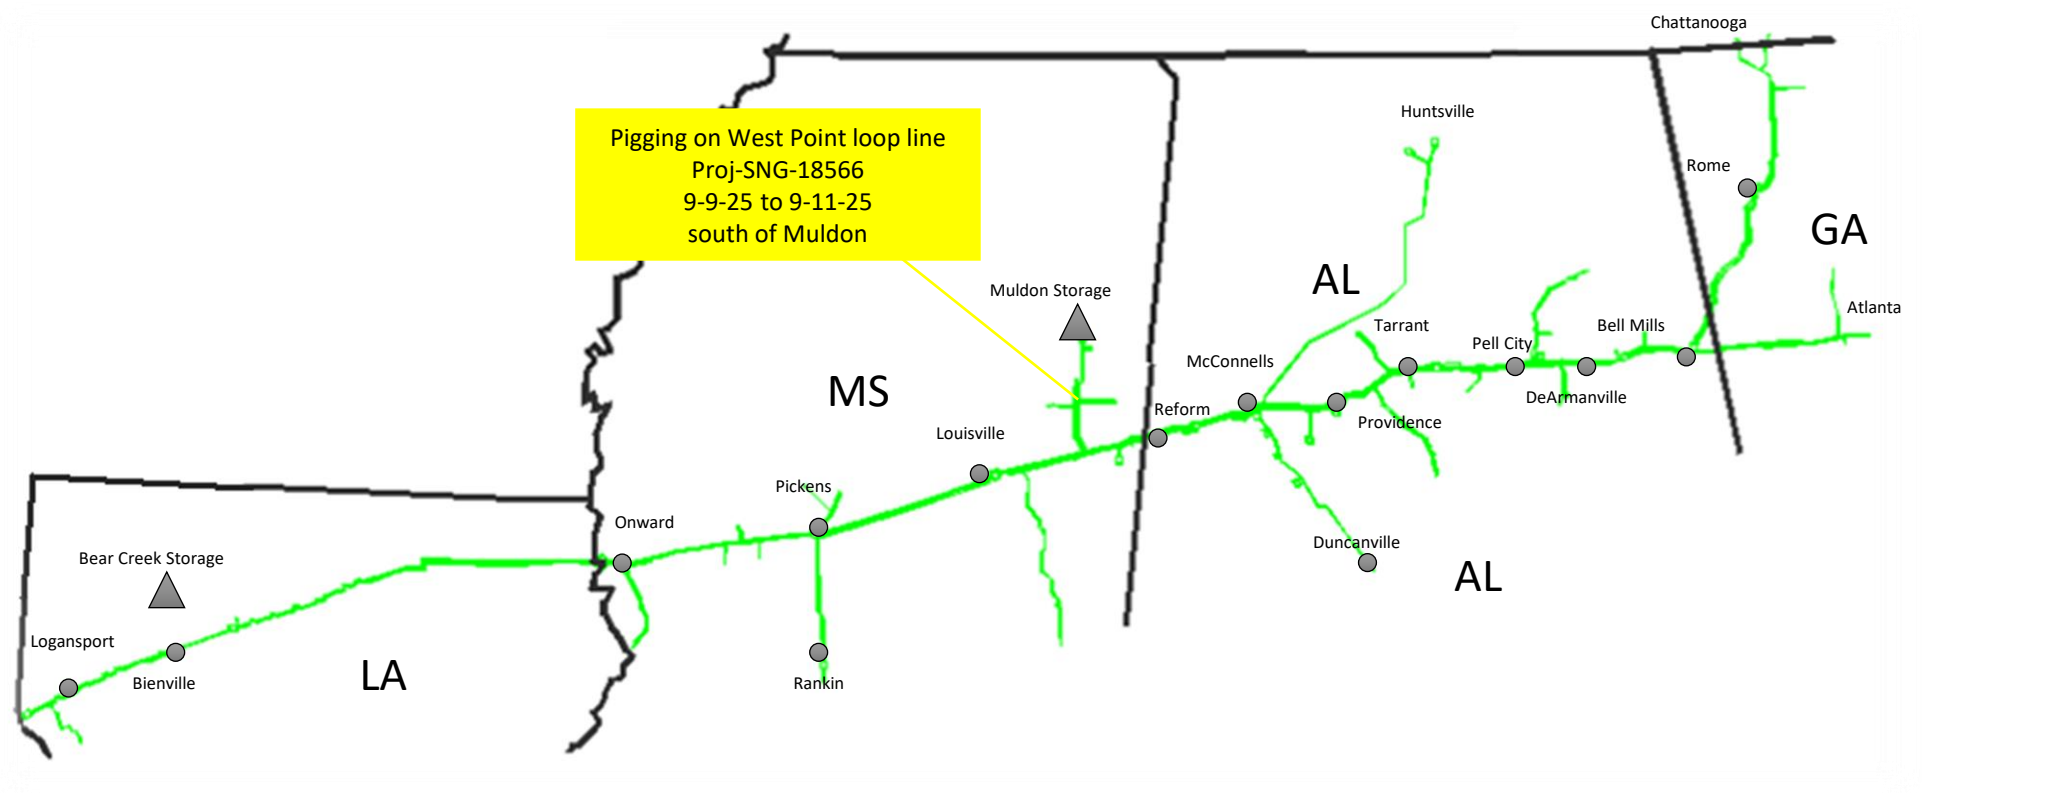 Chattanooga
Huntsville
Pigging on West Point loop line
Proj-SNG-18566
9-9-25 to 9-11-25
south of Muldon
Rome
GA
AL
Muldon Storage
Atlanta
Tarrant
Bell Mills
Pell City
McConnells
MS
DeArmanville
Reform
Providence
Louisville
Pickens
Onward
Duncanville
Bear Creek Storage
AL
Logansport
LA
Bienville
Rankin